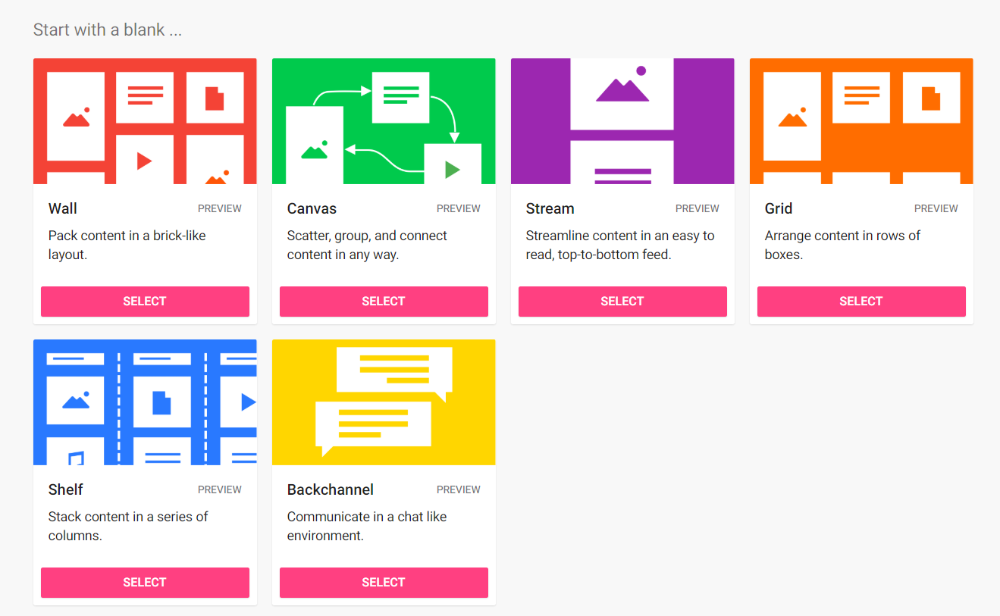 Start with a blank ...
Wall
PREVIEW
Pack content in a brick-like
layout.
SELECT
Canvas
PREVIEW
Scatter, group, and connect
content in any way.
SELECT
Stream
PREVIEW
Streamline content in an easy to
read, top-to-bottom feed.
SELECT
Grid
PREVIEW
Arrange content in rows of
boxes.
SELECT
Shelf
PREVIEW
Stack content in a series of
columns.
SELECT
Backchannel
PREVIEW
Communicate in a chat like
environment.
SELECT